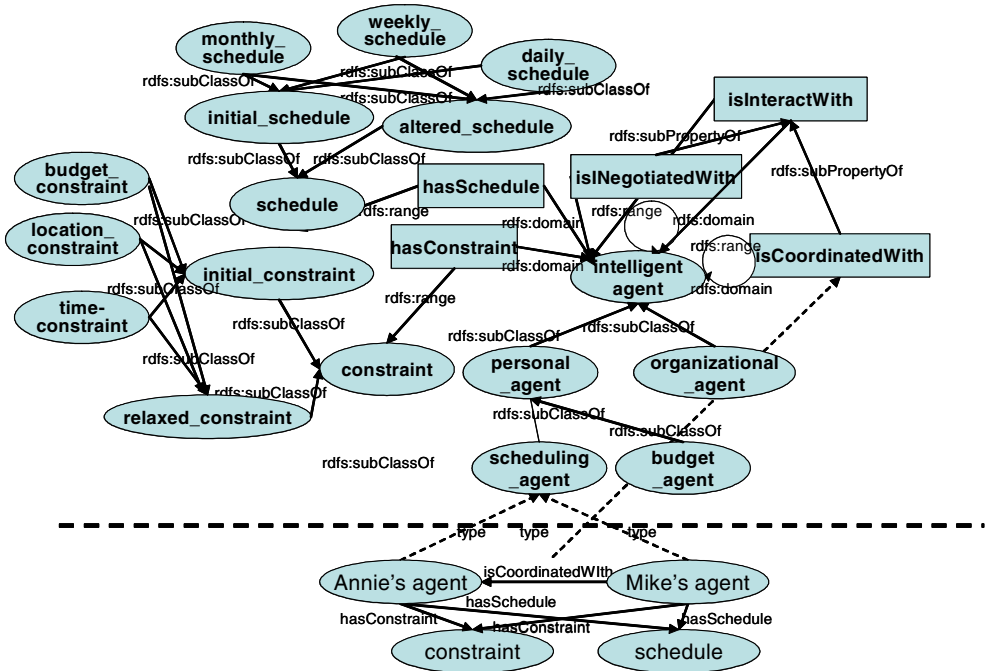 monthly_
schedule
weekly_
schedule
daily_
schedule
rdfs:subClassOf
rdfs:subClassOf
rdfs:subClassOf
rdfs:subClassOf
initial_schedule
altered_schedule
isInteractWith
rdfs:subPropertyOf
rdfs:subPropertyOf
rdfs:subClassOf
rdfs:subClassOf
budget_
constraint
hasSchedule
isINegotiatedWith
schedule
rdfs:range
rdfs:domain
rdfs:range
rdfs:domain
rdfs:subClassOf
location_
constraint
hasConstraint
rdfs:domain
rdfs:range
isCoordinatedWith
rdfs:domain
intelligent
agent
initial_constraint
rdfs:subClassOf
time-
constraint
rdfs:range
rdfs:subClassOf
rdfs:subClassOf
rdfs:subClassOf
rdfs:subClassOf
constraint
personal
_agent
organizational
_agent
rdfs:subClassOf
relaxed_constraint
rdfs:subClassOf
rdfs:subClassOf
rdfs:subClassOf
scheduling
_agent
budget
_agent
type
type
type
Annie's agent
isCoordinatedWIth
Mike's agent
hasSchedule
hasConstraint
hasConstraint
hasSchedule
constraint
schedule